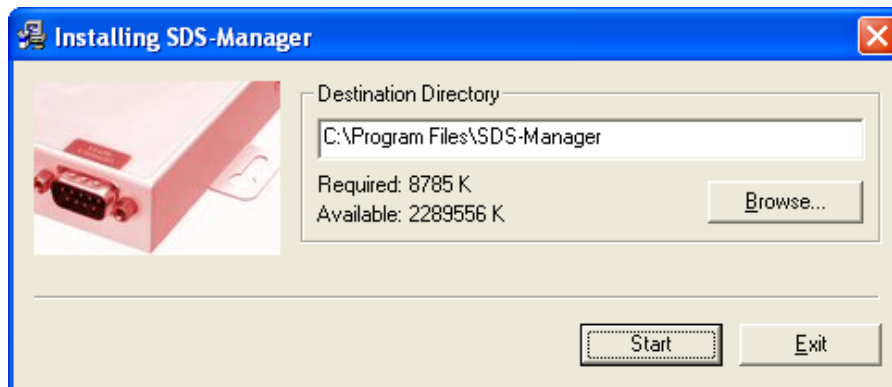 Installing SDS-Manager
Destination Directory
C:\Program Files\SDS-Manager
Required: 8785 K
Available: 2289556 K
Browse...
Start
Exit